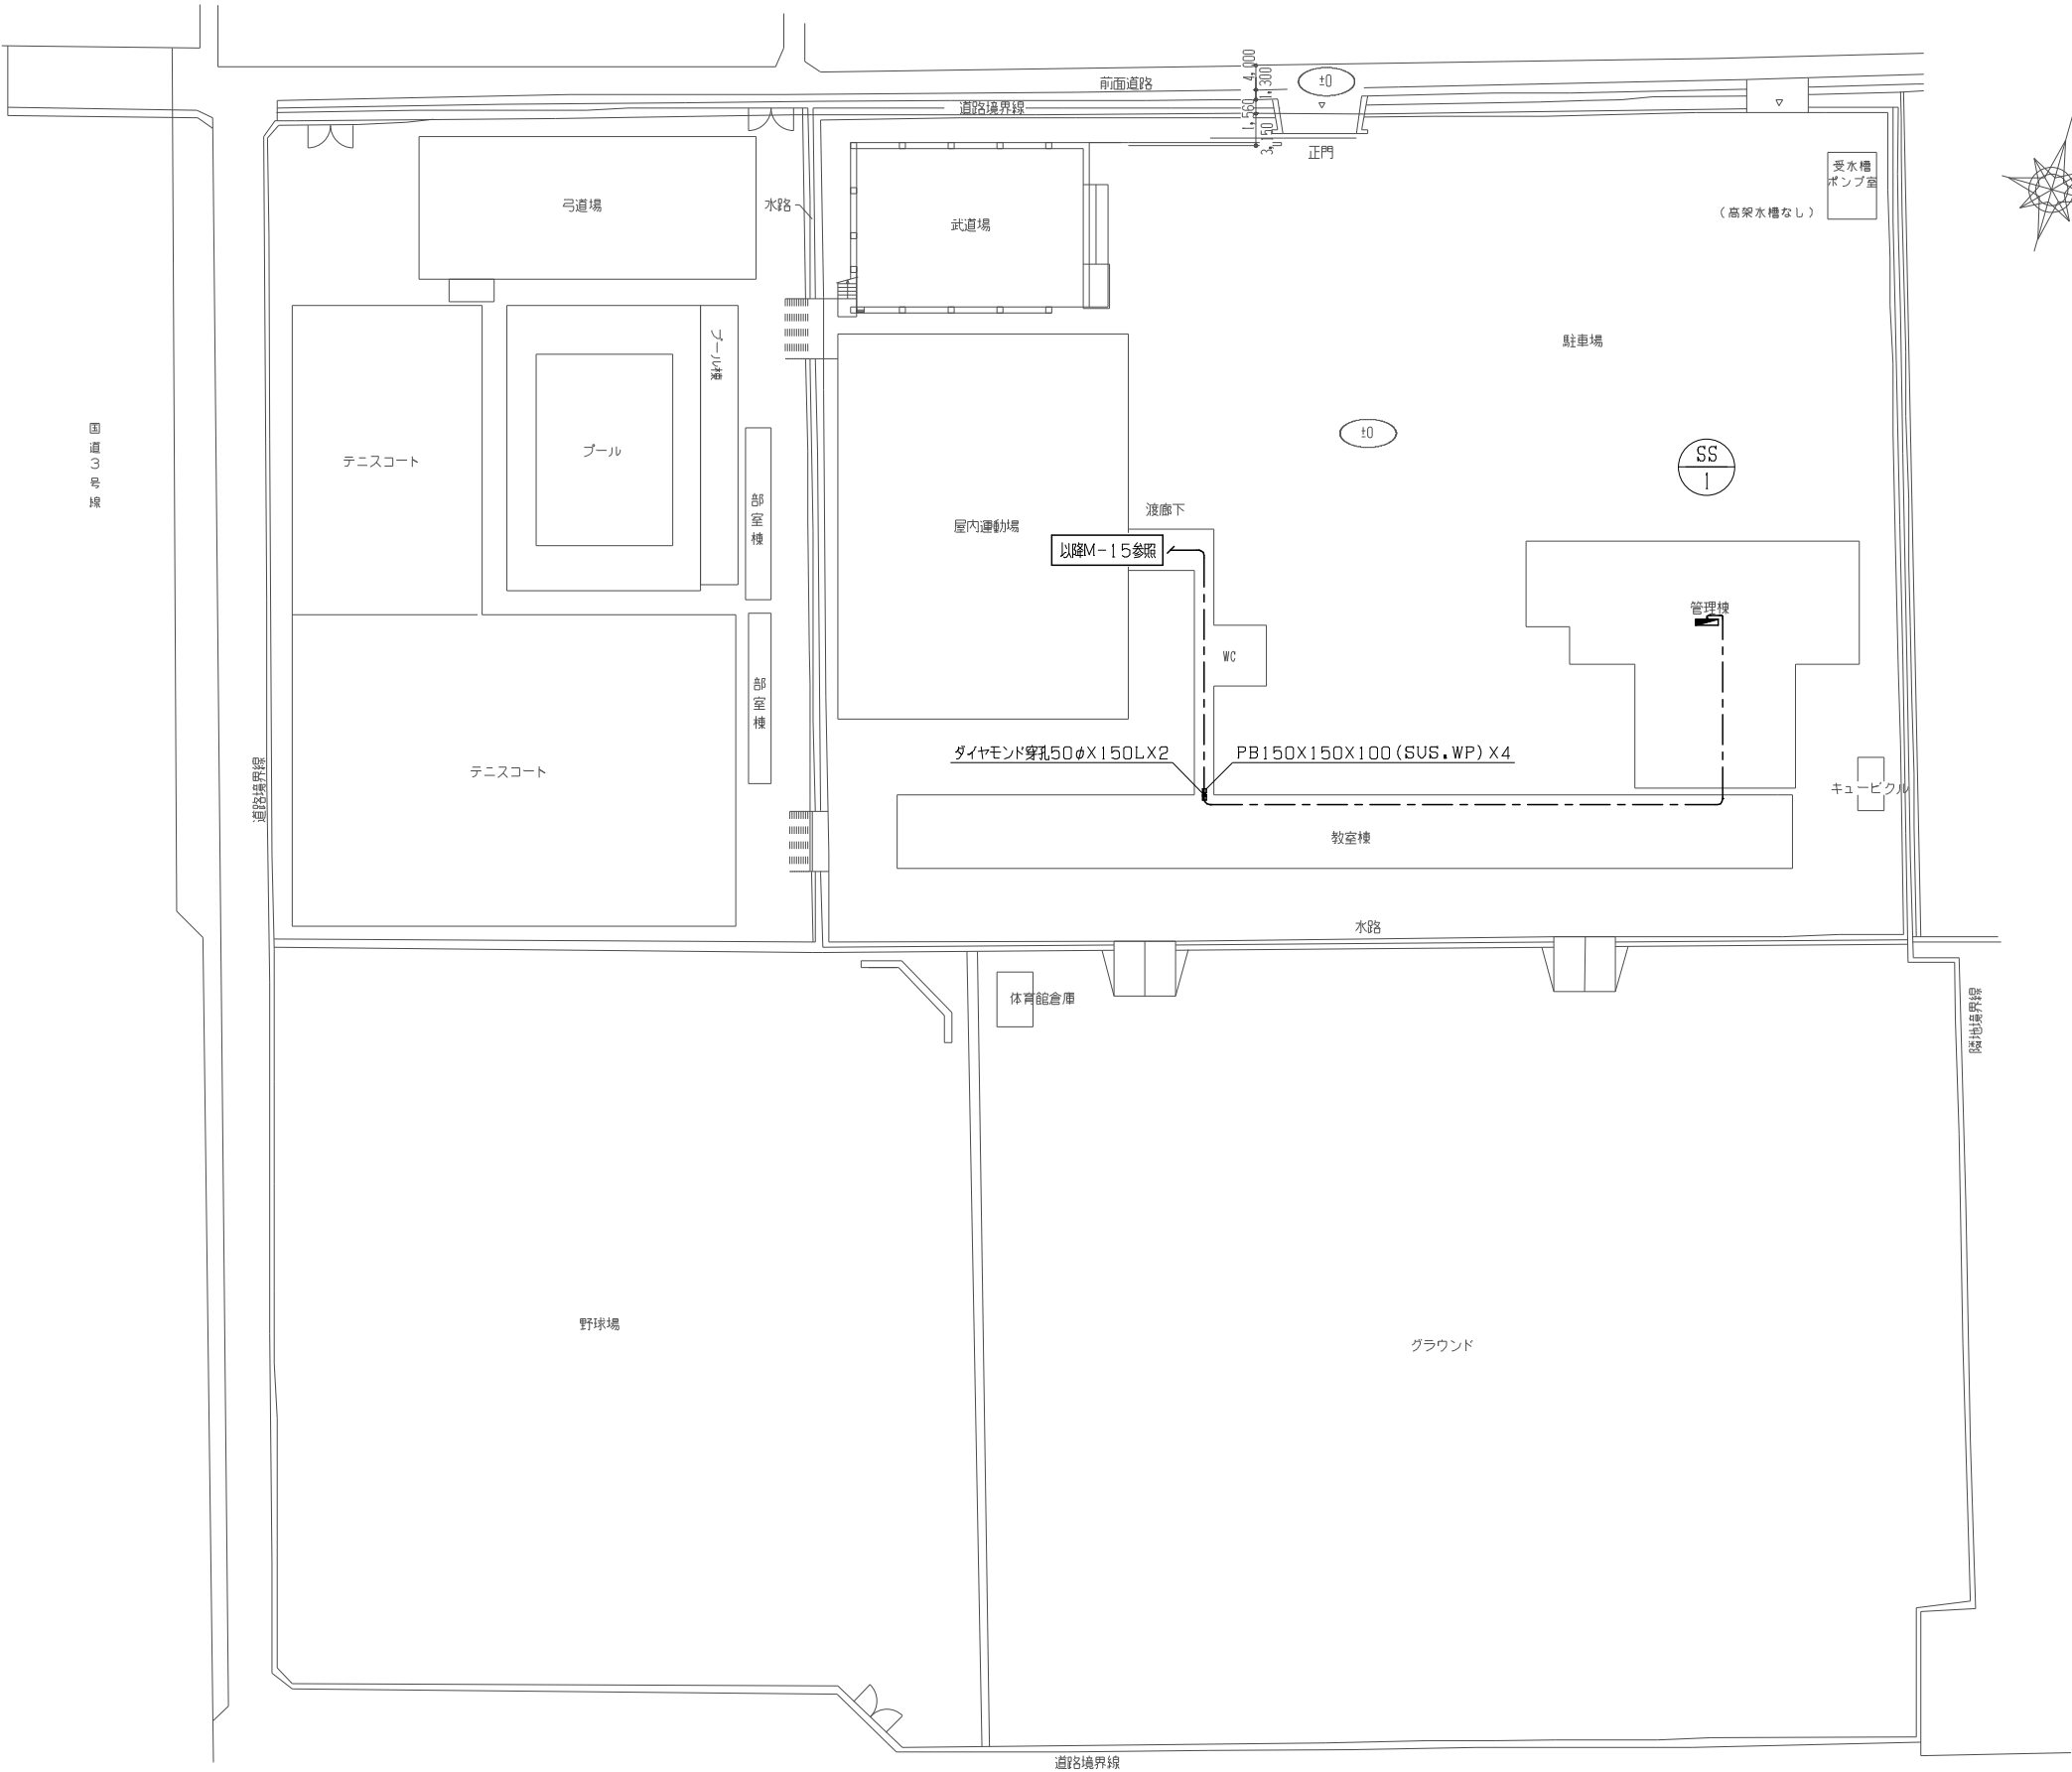 前面道路
4,000
1,300
1,560
3,150
±0
道路境界線
正門
受水槽
ポンプ室
（高架水槽なし）
弓道場
水路
武道場
プール棟
駐車場
国道３号線
テニスコート
プール
±0
SS
1
部室棟
渡廊下
屋内運動場
以降M－15参照
管理棟
WC
部室棟
ダイヤモンド穿孔150φX150LX2
PB150X150X100(SUS.WP)X4
テニスコート
道路境界線
キュービクル
教室棟
水路
体育館倉庫
隣地境界線
野球場
グラウンド
道路境界線